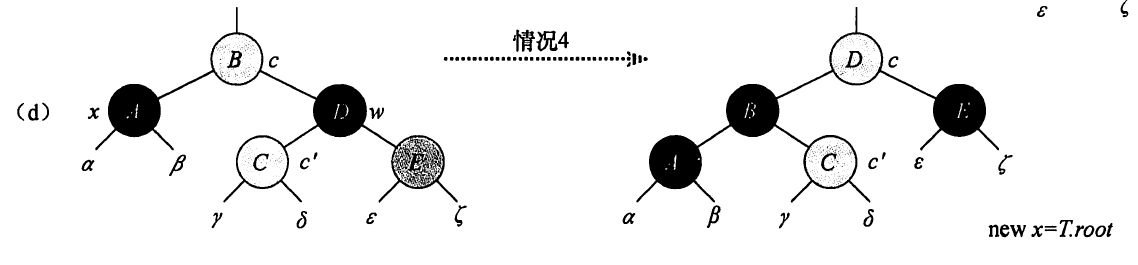 ε ζ
情况4
B c
D c
(d) x A D w
B E
C c' E
A C c' ε ζ
α β
γ δ ε ζ
α β γ δ
new x=T.root